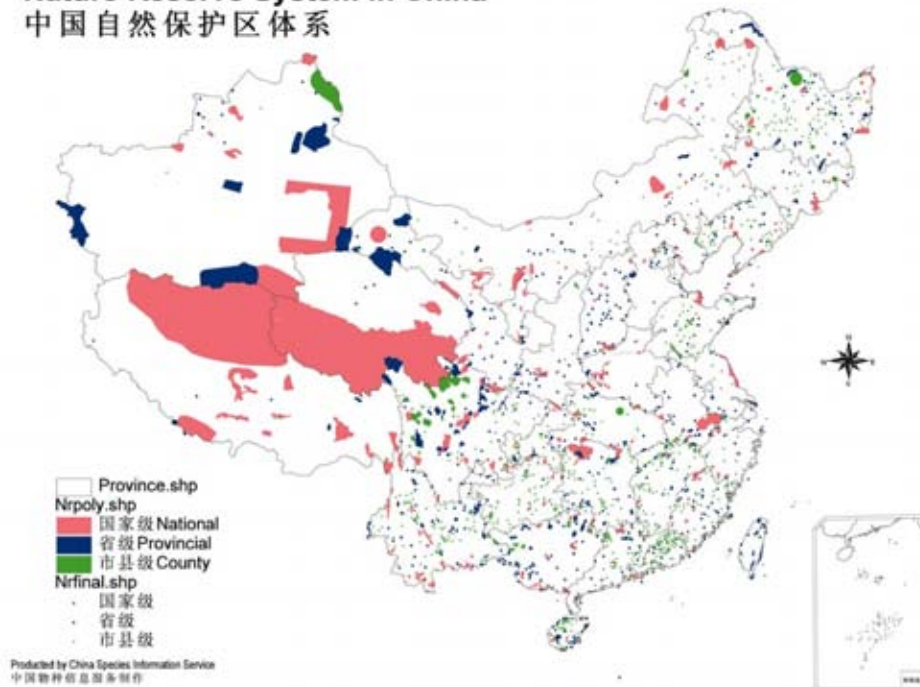 中国自然保护区体系
Province.shp
Nrpoly.shp
国家级 National
省级 Provincial
市县级 County
Nrfinal.shp
国家级
省级
市县级
Producted by China Species Information Service
中国物种信息服务制作